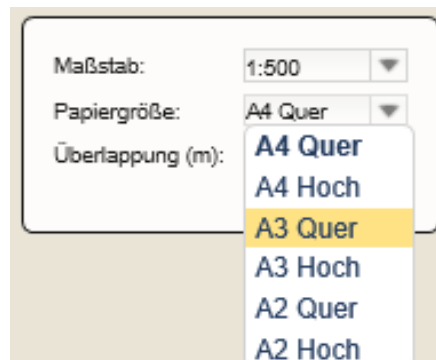 Maßstab: 1:500
Papiergröße: A4 Quer
Überlappung (m):
A4 Quer
A4 Hoch
A3 Quer
A3 Hoch
A2 Quer
A2 Hoch